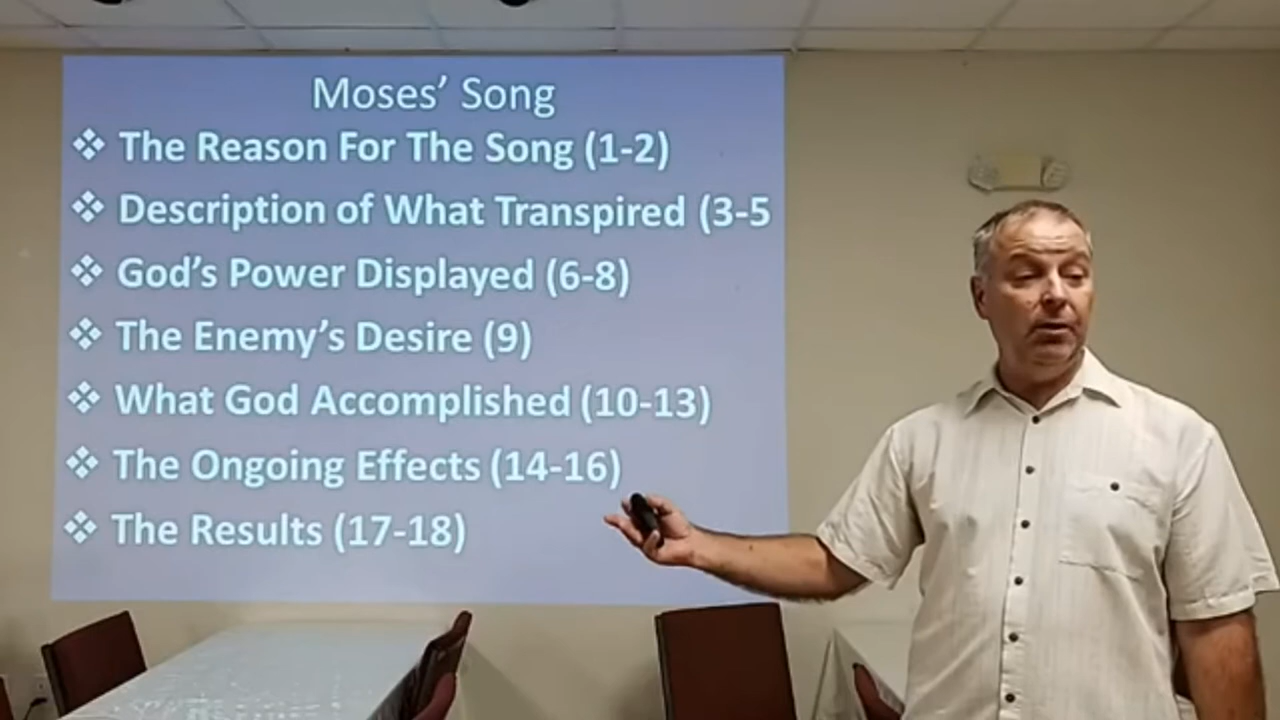 Moses' Song
❖ The Reason For The Song (1-2)
❖ Description of What Transpired (3-5
❖ God's Power Displayed (6-8)
❖ The Enemy's Desire (9)
❖ What God Accomplished (10-13)
❖ The Ongoing Effects (14-16)
❖ The Results (17-18)